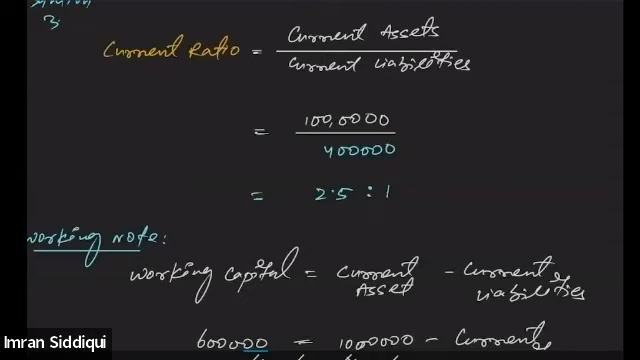 3
Current Ratio = Current Assets
Current Liabilities
= 100,0000
400000
= 2.5 : 1
Working Note:
Working Capital = Current Asset - Current Liabilities
600000 = 1000000 - Current
Imran Siddiqui